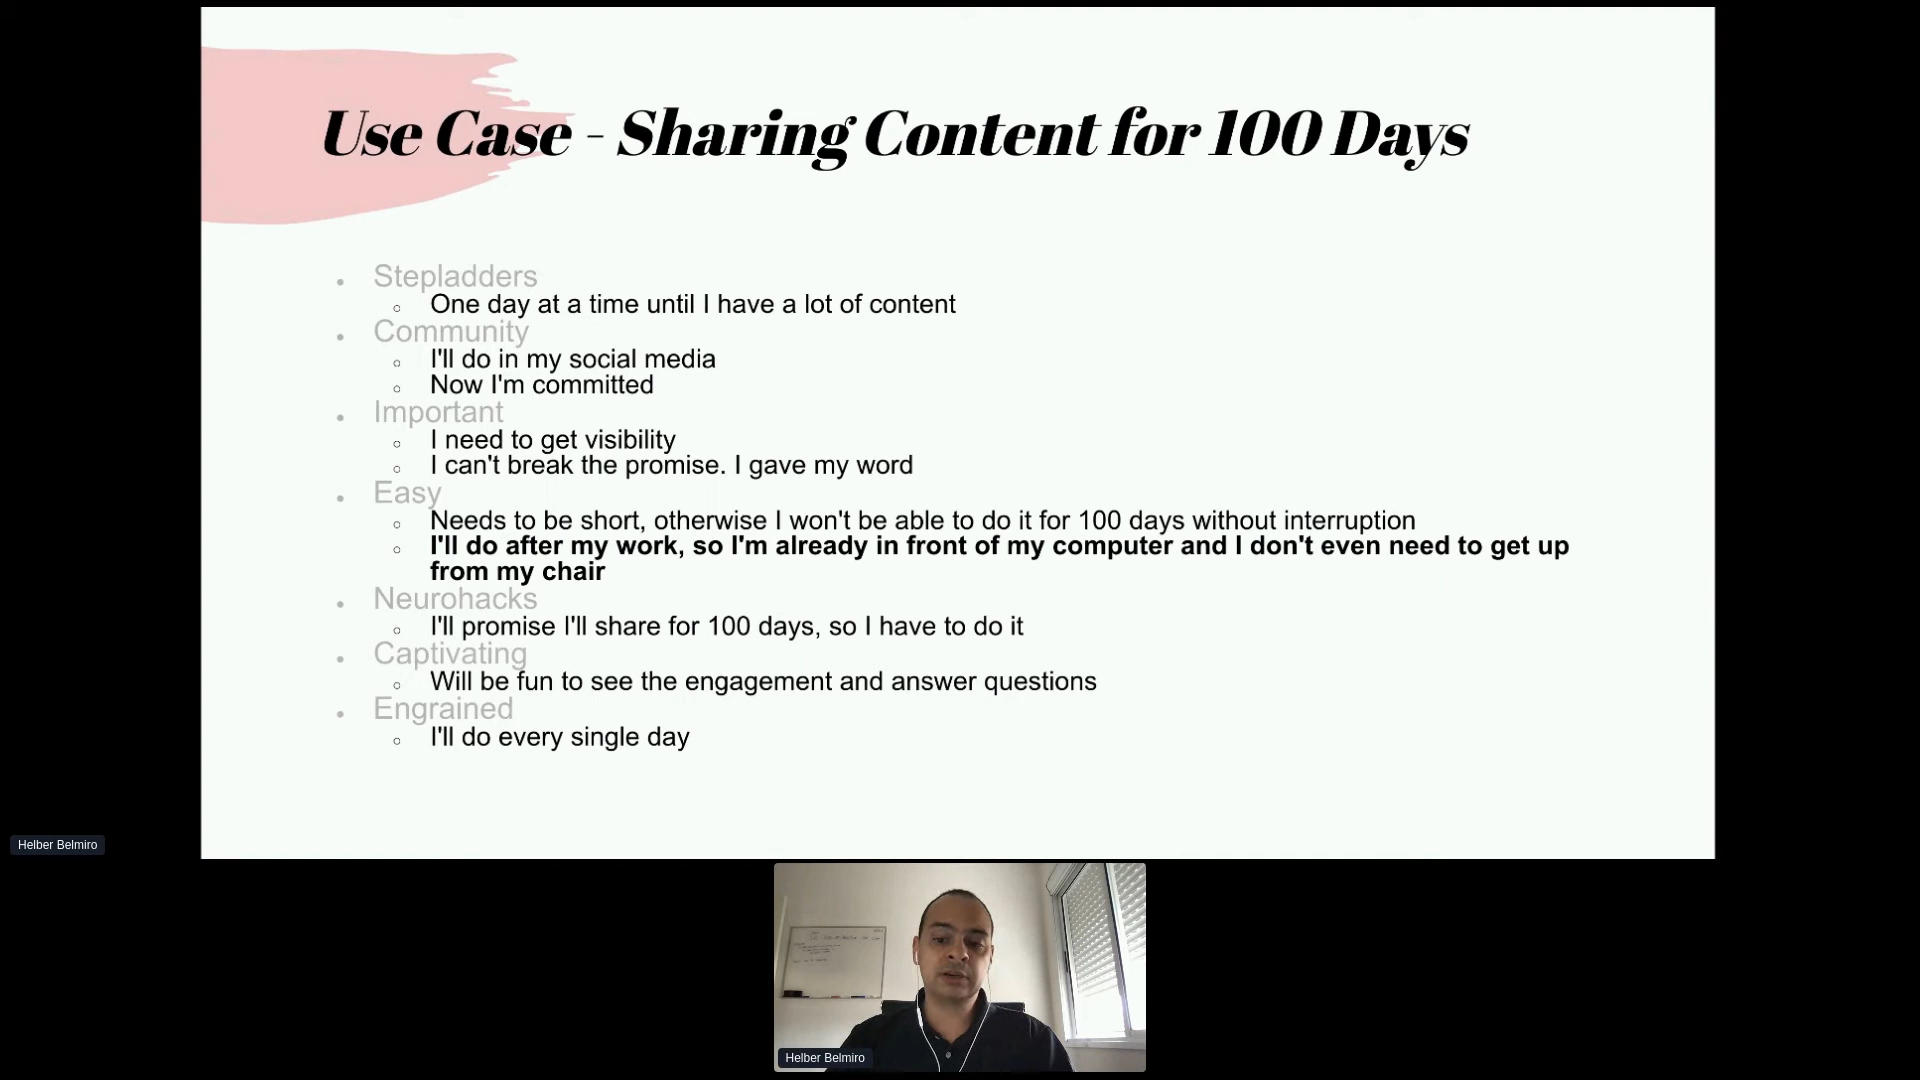 Use Case - Sharing Content for 100 Days
Stepladders
One day at a time until I have a lot of content
Community
I'll do in my social media
Now I'm committed
Important
I need to get visibility
I can't break the promise. I gave my word
Easy
Needs to be short, otherwise I won't be able to do it for 100 days without interruption
I'll do after my work, so I'm already in front of my computer and I don't even need to get up
from my chair
Neurohacks
I'll promise I'll share for 100 days, so I have to do it
Captivating
Will be fun to see the engagement and answer questions
Engrained
I'll do every single day
Helber Belmiro
Helber Belmiro